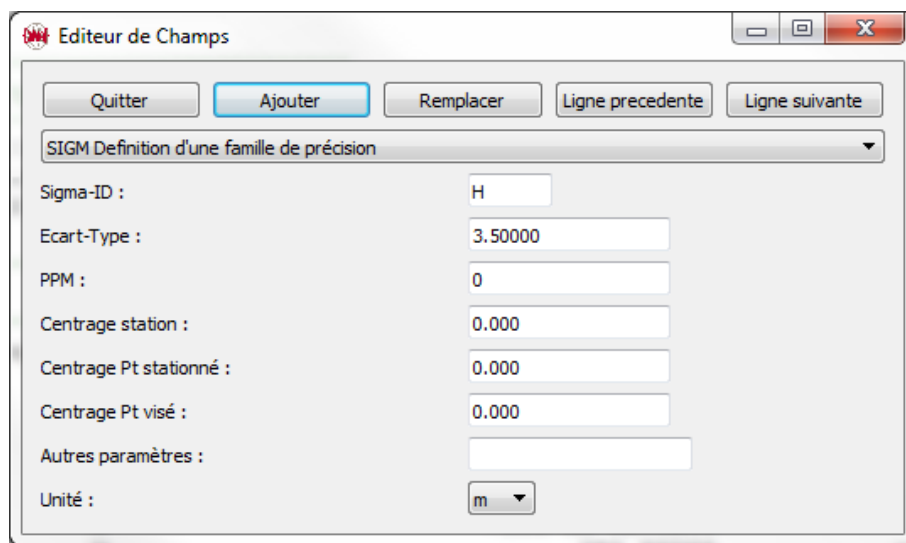 Editeur de Champs
Quitter Ajouter Remplacer Ligne precedente Ligne suivante
SIGM Definition d'une famille de précision
Sigma-ID : H
Ecart-Type : 3.50000
PPM : 0
Centrage station : 0.000
Centrage Pt stationné : 0.000
Centrage Pt visé : 0.000
Autres paramètres :
Unité : m